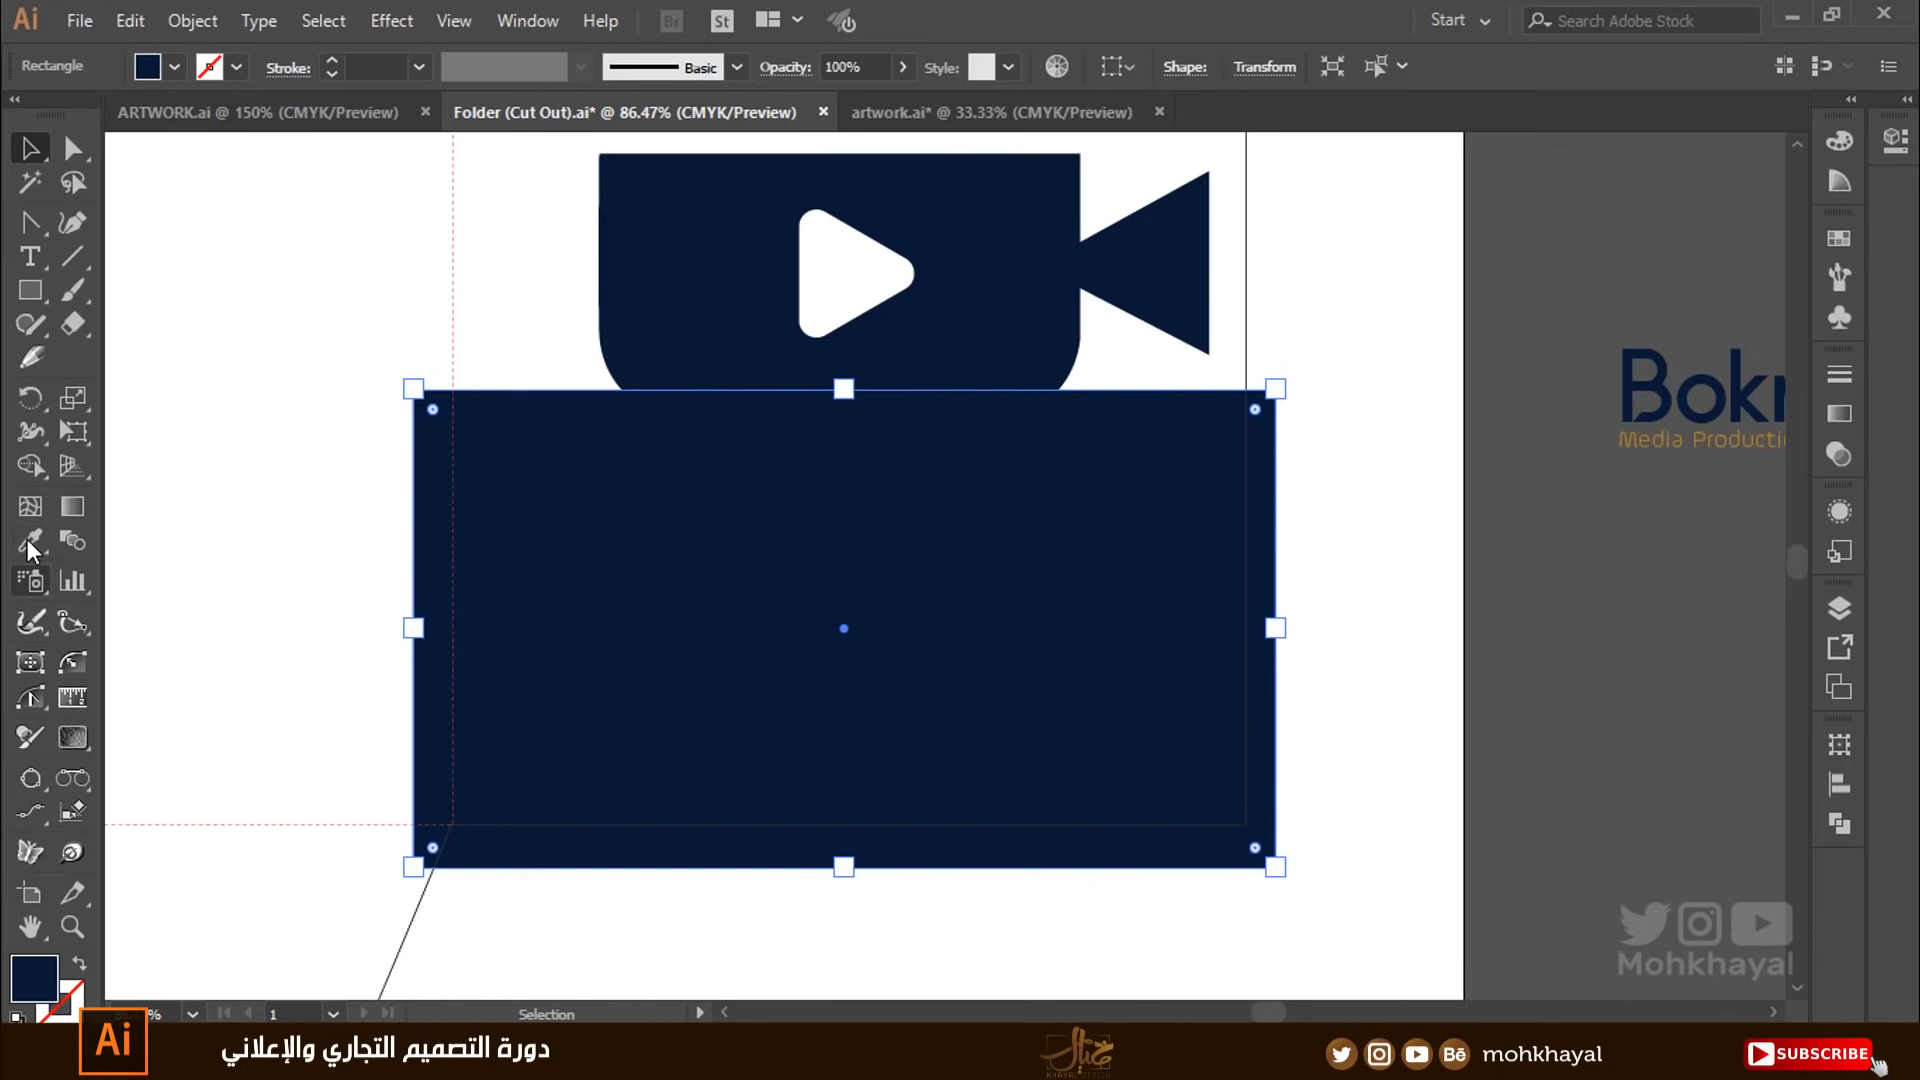 Ai File Edit Object Type Select Effect View Window Help Br St Start Search Adobe Stock
Rectangle Stroke: Basic Opacity: 100% Style: Shape: Transform
ARTWORK.ai @ 150% (CMYK/Preview) Folder (Cut Out).ai* @ 86.47% (CMYK/Preview) artwork.ai* @ 33.33% (CMYK/Preview)
Media Producti
Mohkhayal
% 1 Selection
Ai دورة التصميم التجاري والإعلاني Bē mohkhayal SUBSCRIBE